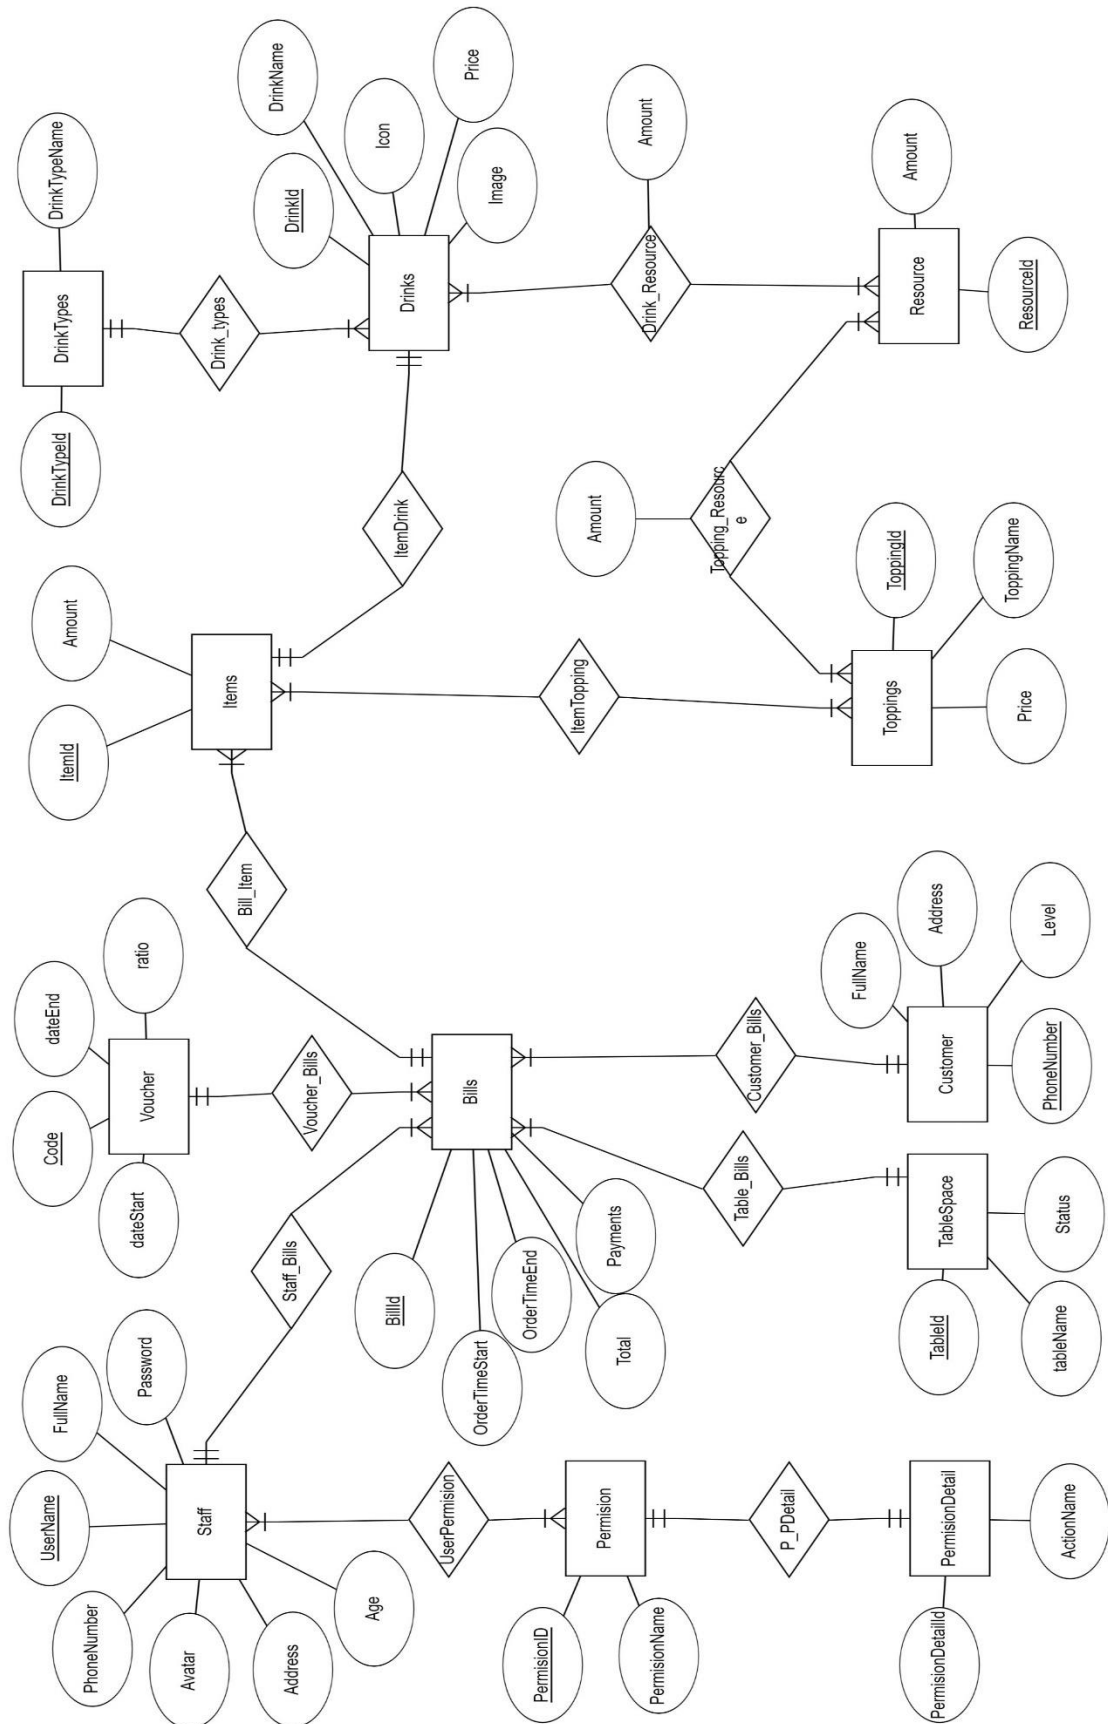 UserName
FullName
dateEnd
Code
ItemId
Amount
DrinkTypeId
DrinkTypeName
DrinkTypes
PhoneNumber
Password
dateStart
ratio
Voucher
Avatar
Staff
Bill_Item
Items
Drink_types
DrinkName
Address
Staff_Bills
Voucher_Bills
DrinkId
Age
BillId
ItemDrink
Icon
Drinks
UserPermision
Bills
Price
OrderTimeStart
Image
PermisionID
OrderTimeEnd
ItemTopping
Amount
PermisionName
Permision
Total
Payments
Amount
Drink_Resource
Topping_Resourc
e
Table_Bills
Customer_Bills
P_PDetail
FullName
Toppings
ToppingId
Amount
PermisionDetailId
PermisionDetail
TableId
TableSpace
Customer
Address
Resource
ToppingName
ResourceId
ActionName
tableName
Status
PhoneNumber
Level
Price